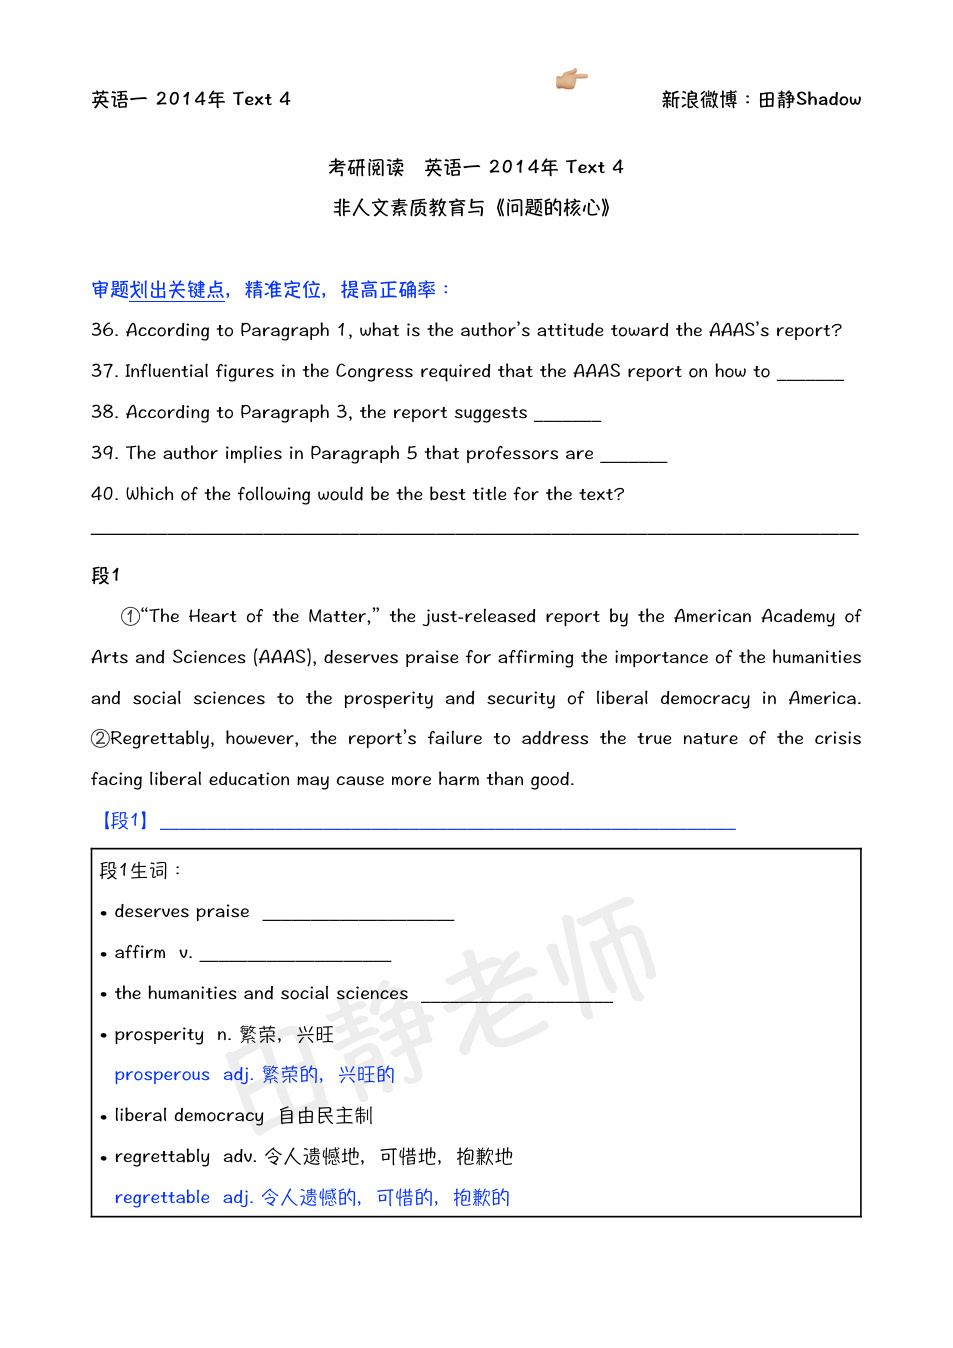 英语一 2014年 Text 4 新浪微博：田静Shadow
考研阅读 英语一 2014年 Text 4
非人文素质教育与《问题的核心》
审题划出关键点，精准定位，提高正确率：
36. According to Paragraph 1, what is the author's attitude toward the AAAS's report?
37. Influential figures in the Congress required that the AAAS report on how to _______
38. According to Paragraph 3, the report suggests _______
39. The author implies in Paragraph 5 that professors are _______
40. Which of the following would be the best title for the text?
段1
①“The Heart of the Matter,” the just-released report by the American Academy of
Arts and Sciences (AAAS), deserves praise for affirming the importance of the humanities
and social sciences to the prosperity and security of liberal democracy in America.
②Regrettably, however, the report's failure to address the true nature of the crisis
facing liberal education may cause more harm than good.
【段1】____________________________________________________________
段1生词：
• deserves praise ____________________
• affirm v. ____________________
• the humanities and social sciences ____________________
• prosperity n. 繁荣，兴旺
prosperous adj. 繁荣的，兴旺的
• liberal democracy 自由民主制
• regrettably adv. 令人遗憾地，可惜地，抱歉地
regrettable adj. 令人遗憾的，可惜的，抱歉的
田静老师